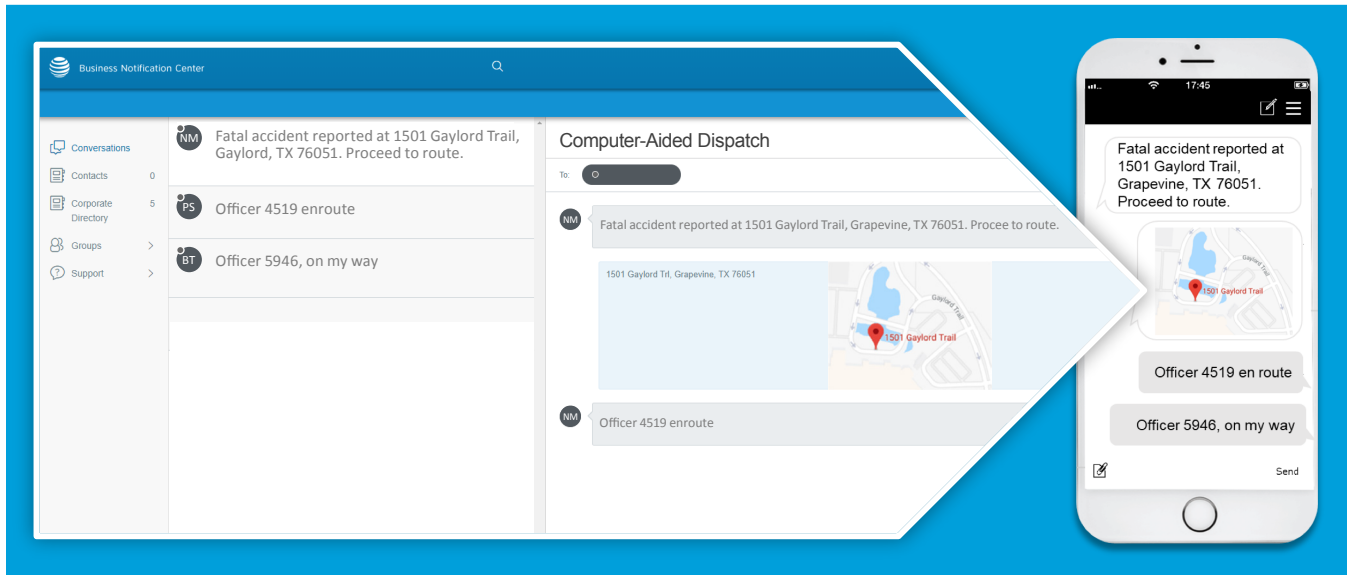 Business Notification Center
Conversations
Contacts 0
Corporate 5
Directory
Groups
Support
NM
Fatal accident reported at 1501 Gaylord Trail,
Gaylord, TX 76051. Proceed to route.
PS
Officer 4519 enroute
BT
Officer 5946, on my way
Computer-Aided Dispatch
To:
NM
Fatal accident reported at 1501 Gaylord Trail, Grapevine, TX 76051. Procee to route.
1501 Gaylord Trl, Grapevine, TX 76051
Gaylord Trail
1501 Gaylord Trail
NM
Officer 4519 enroute
17:45
Fatal accident reported at
1501 Gaylord Trail,
Grapevine, TX 76051.
Proceed to route.
Gaylord Trail
1501 Gaylord Trail
Officer 4519 en route
Officer 5946, on my way
Send